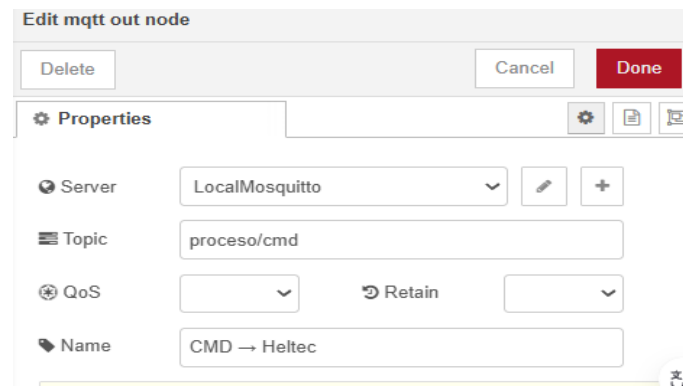 Edit mqtt out node
Delete Cancel Done
Properties
Server LocalMosquitto
Topic proceso/cmd
QoS Retain
Name CMD → Heltec